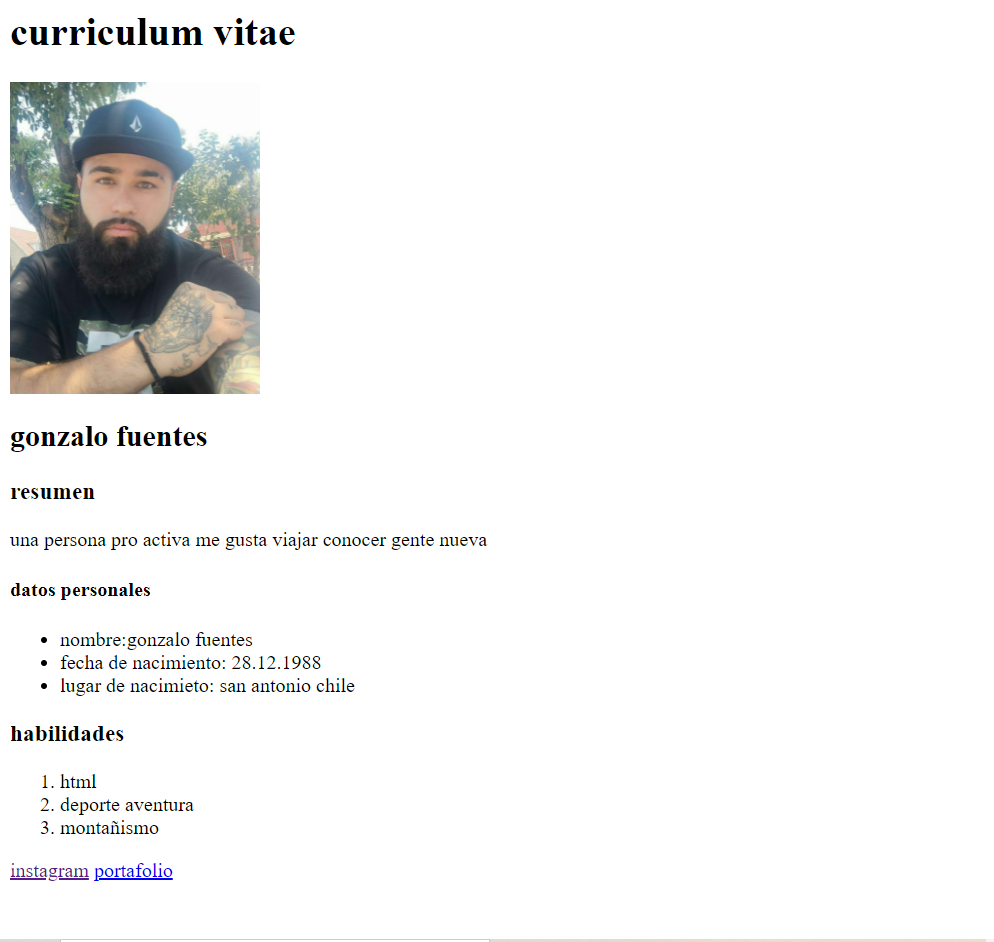 curriculum vitae
gonzalo fuentes
resumen
una persona pro activa me gusta viajar conocer gente nueva
datos personales
nombre:gonzalo fuentes
fecha de nacimiento: 28.12.1988
lugar de nacimieto: san antonio chile
habilidades
1. html
2. deporte aventura
3. montañismo
instagram portafolio